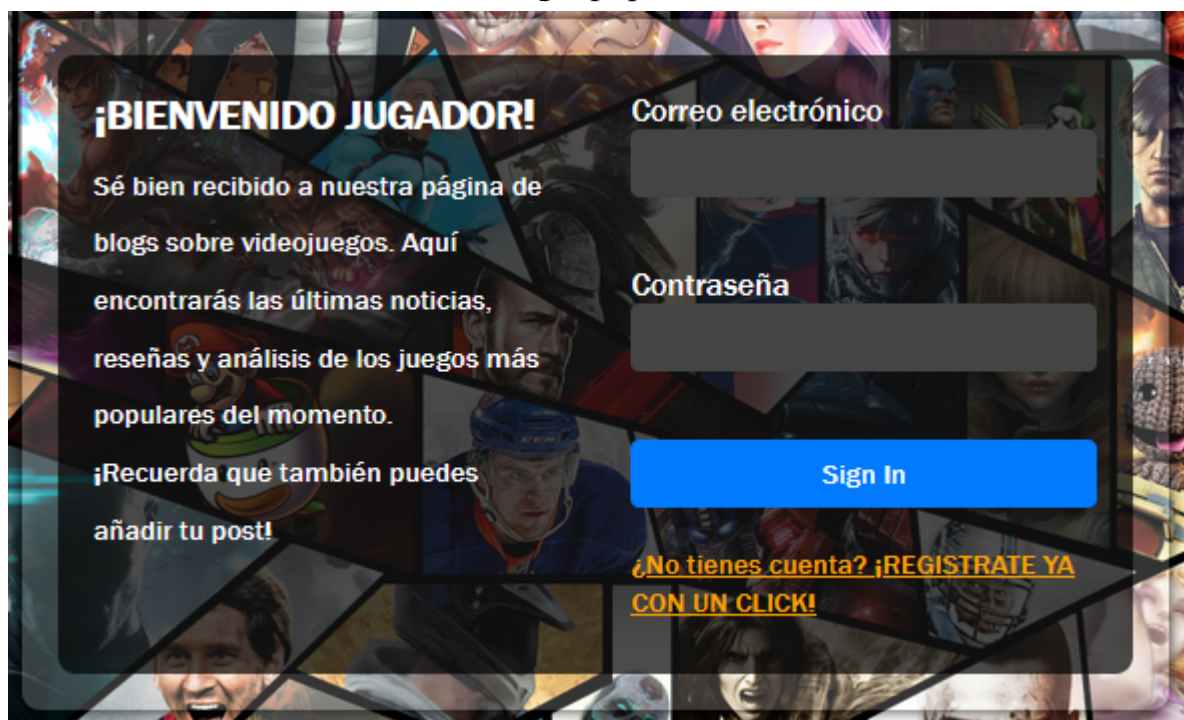 ¡BIENVENIDO JUGADOR!
Sé bien recibido a nuestra página de
blogs sobre videojuegos. Aquí
encontrarás las últimas noticias,
reseñas y análisis de los juegos más
populares del momento.
¡Recuerda que también puedes
añadir tu post!
Correo electrónico
Contraseña
Sign In
¿No tienes cuenta? ¡REGISTRATE YA
CON UN CLICK!
CCM